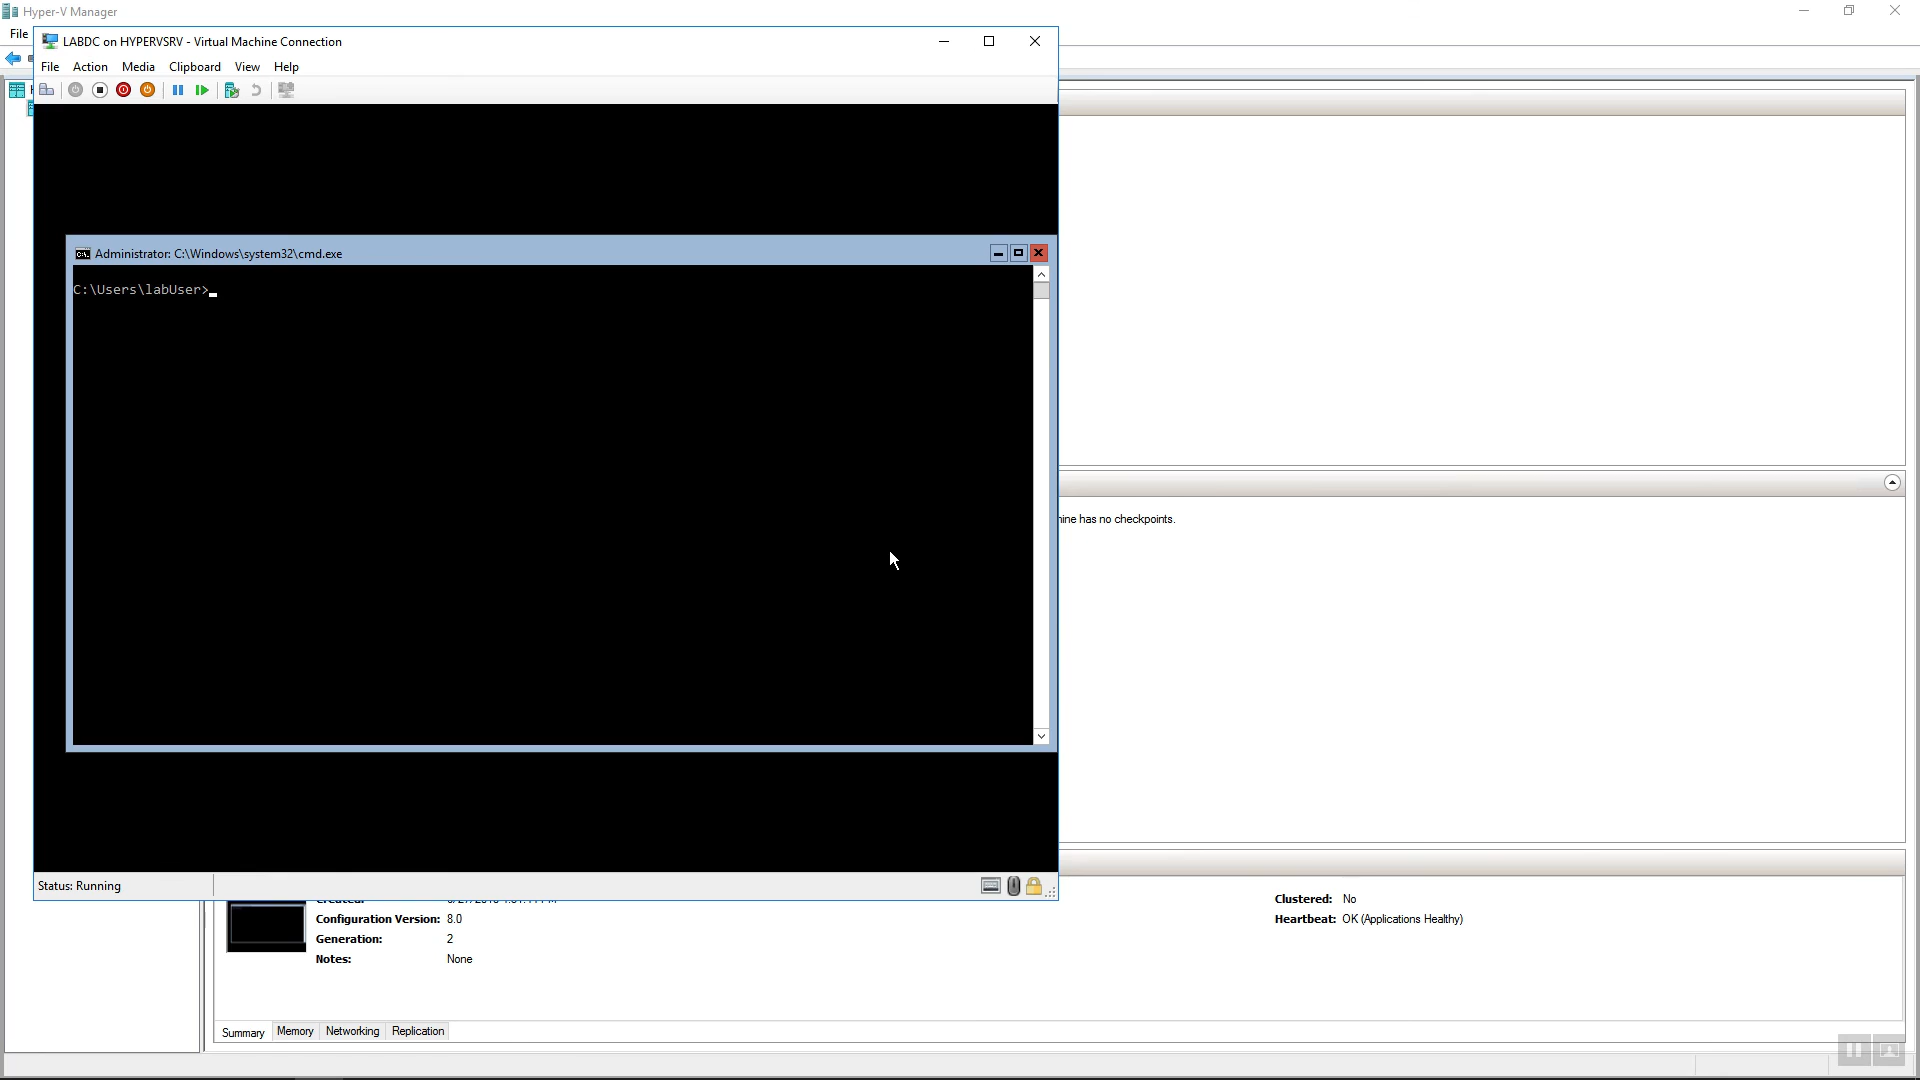 Hyper-V Manager
File
LABDC on HYPERVSRV - Virtual Machine Connection
File Action Media Clipboard View Help
Administrator: C:\Windows\system32\cmd.exe
C:\Users\labUser>
has no checkpoints.
Status: Running
Clustered: No
Configuration Version: 8.0
Heartbeat: OK (Applications Healthy)
Generation: 2
Notes: None
Summary Memory Networking Replication